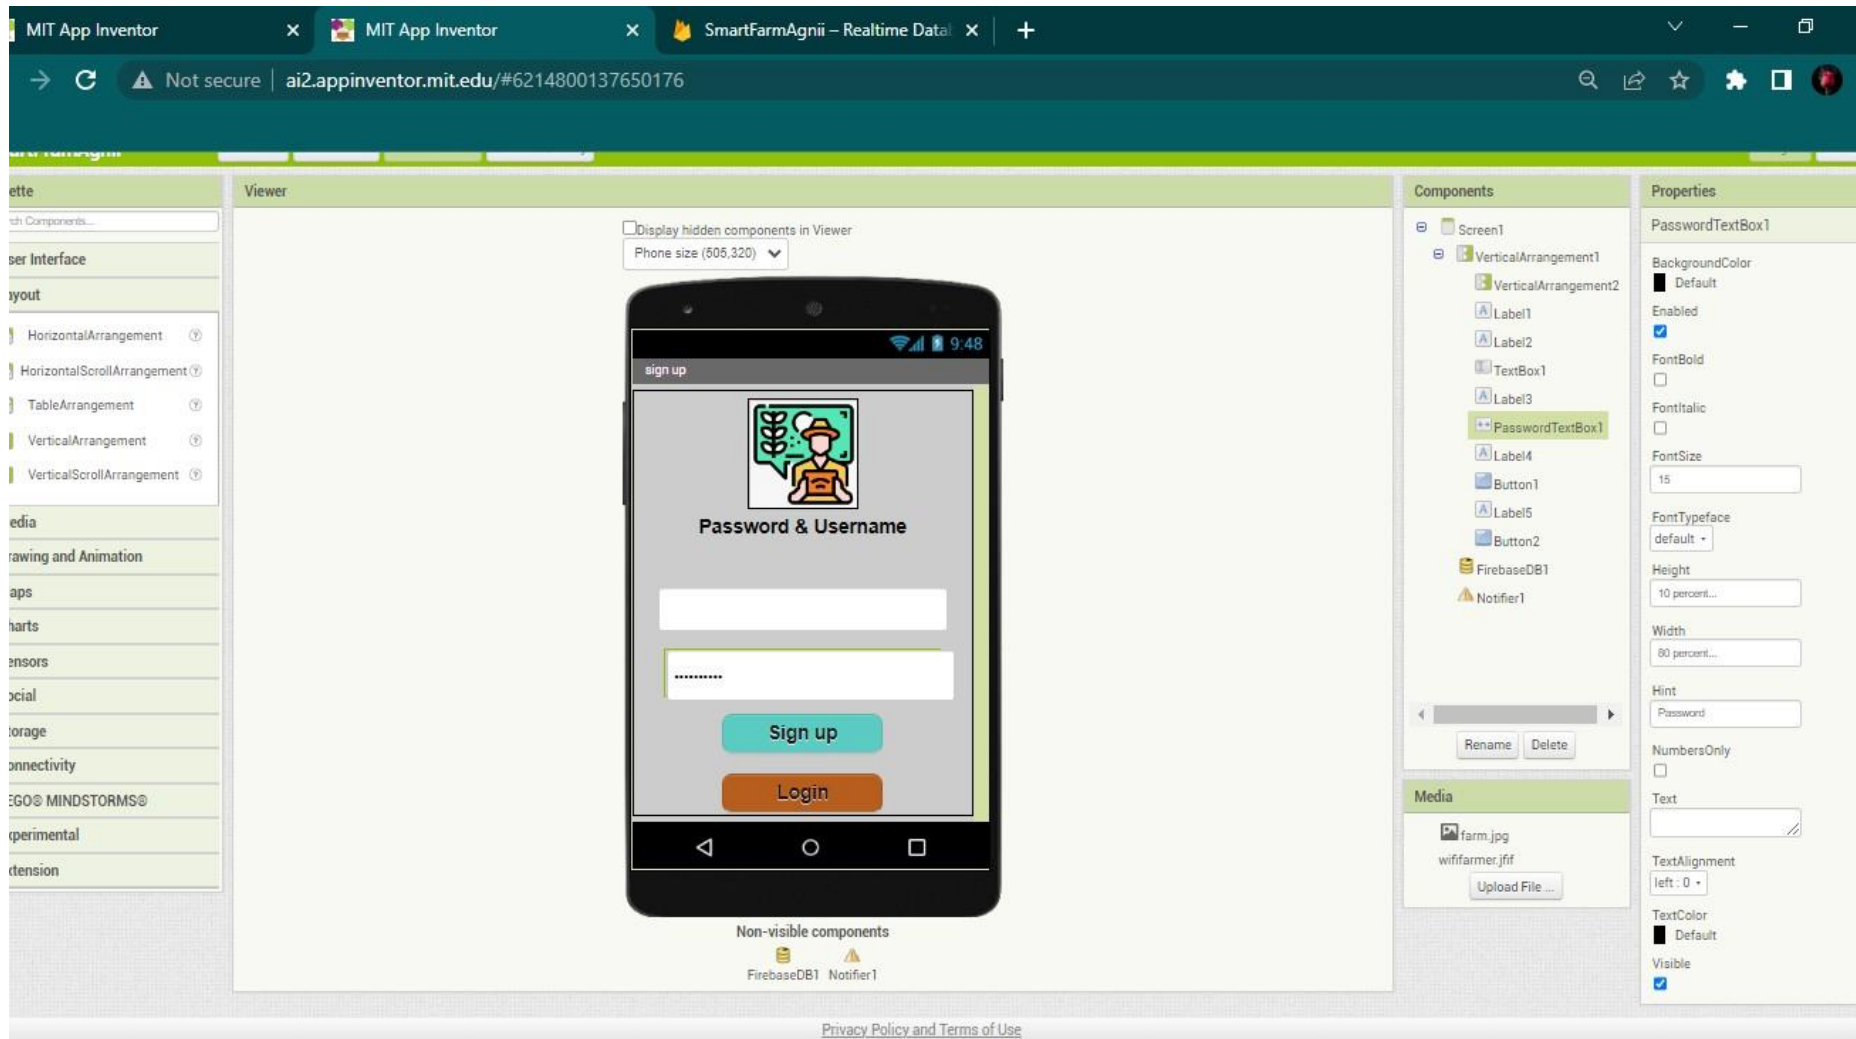 MIT App Inventor
MIT App Inventor
SmartFarmAgnii – Realtime Datal
Not secure | ai2.appinventor.mit.edu/#6214800137650176
ette
Viewer
Components
Properties
rch Components...
Display hidden components in Viewer
Phone size (505,320)
ser Interface
ayout
HorizontalArrangement
HorizontalScrollArrangement
TableArrangement
VerticalArrangement
VerticalScrollArrangement
edia
rawing and Animation
aps
harts
ensors
ocial
torage
onnectivity
EGO® MINDSTORMS®
xperimental
xtension
9:48
sign up
Password & Username
Sign up
Login
Non-visible components
FirebaseDB1 Notifier1
Screen1
VerticalArrangement1
VerticalArrangement2
Label1
Label2
TextBox1
Label3
PasswordTextBox1
Label4
Button1
Label5
Button2
FirebaseDB1
Notifier1
Rename Delete
Media
farm.jpg
wififarmer.jfif
Upload File ...
PasswordTextBox1
BackgroundColor
Default
Enabled
FontBold
FontItalic
FontSize
15
FontTypeface
default
Height
10 percent...
Width
80 percent...
Hint
Password
NumbersOnly
Text
TextAlignment
left : 0
TextColor
Default
Visible
Privacy Policy and Terms of Use